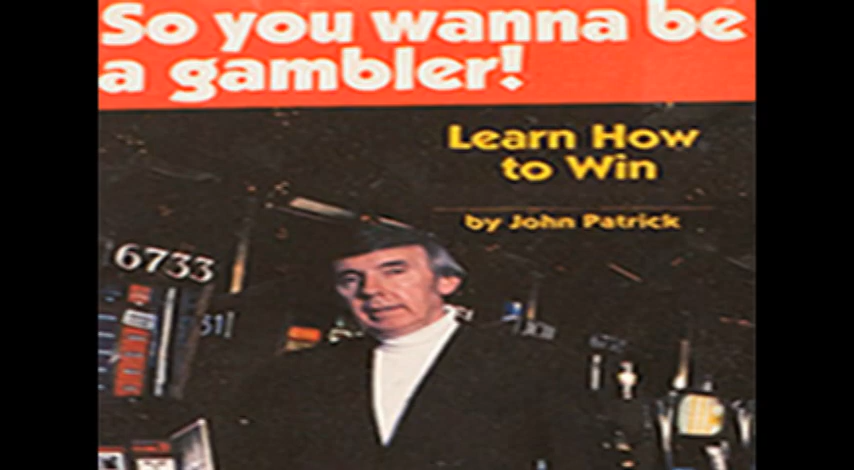 So you wanna be
a gambler!
Learn How
to Win
by John Patrick
6733